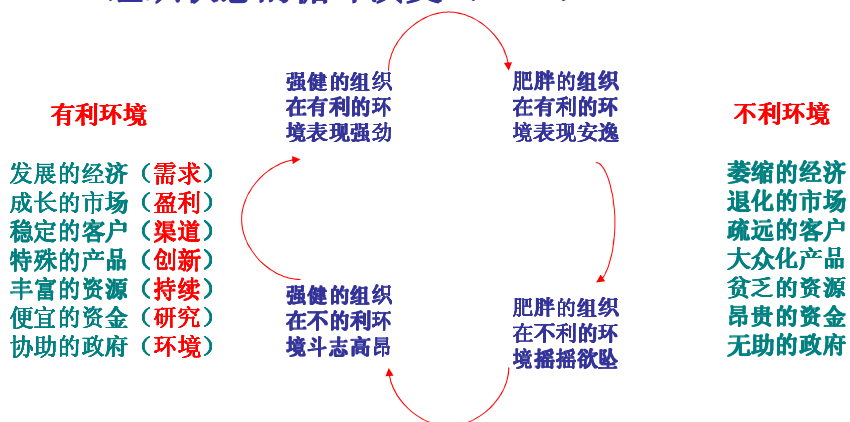 强健的组织
在有利的环
境表现强劲
肥胖的组织
在有利的环
境表现安逸
有利环境
发展的经济（需求）
成长的市场（盈利）
稳定的客户（渠道）
特殊的产品（创新）
丰富的资源（持续）
便宜的资金（研究）
协助的政府（环境）
强健的组织
在不的利环
境斗志高昂
肥胖的组织
在不利的环
境摇摇欲坠
不利环境
萎缩的经济
退化的市场
疏远的客户
大众化产品
贫乏的资源
昂贵的资金
无助的政府